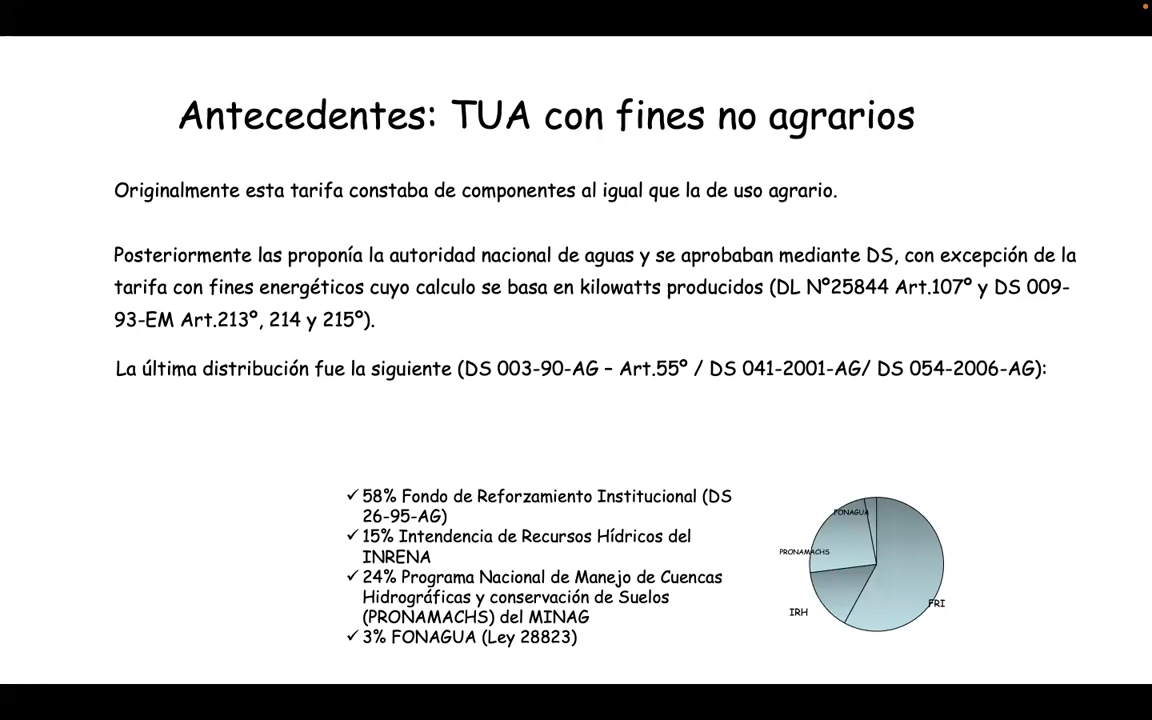 Antecedentes: TUA con fines no agrarios
Originalmente esta tarifa constaba de componentes al igual que la de uso agrario.
Posteriormente las proponía la autoridad nacional de aguas y se aprobaban mediante DS, con excepción de la
tarifa con fines energéticos cuyo calculo se basa en kilowatts producidos (DL Nº25844 Art.107º y DS 009-
93-EM Art.213º, 214 y 215º).
La última distribución fue la siguiente (DS 003-90-AG – Art.55º / DS 041-2001-AG/ DS 054-2006-AG):
✓ 58% Fondo de Reforzamiento Institucional (DS
26-95-AG)
✓ 15% Intendencia de Recursos Hídricos del
INRENA
✓ 24% Programa Nacional de Manejo de Cuencas
Hidrográficas y conservación de Suelos
(PRONAMACHS) del MINAG
✓ 3% FONAGUA (Ley 28823)
FONAGUA
PRONAMACHS
IRH
FRI